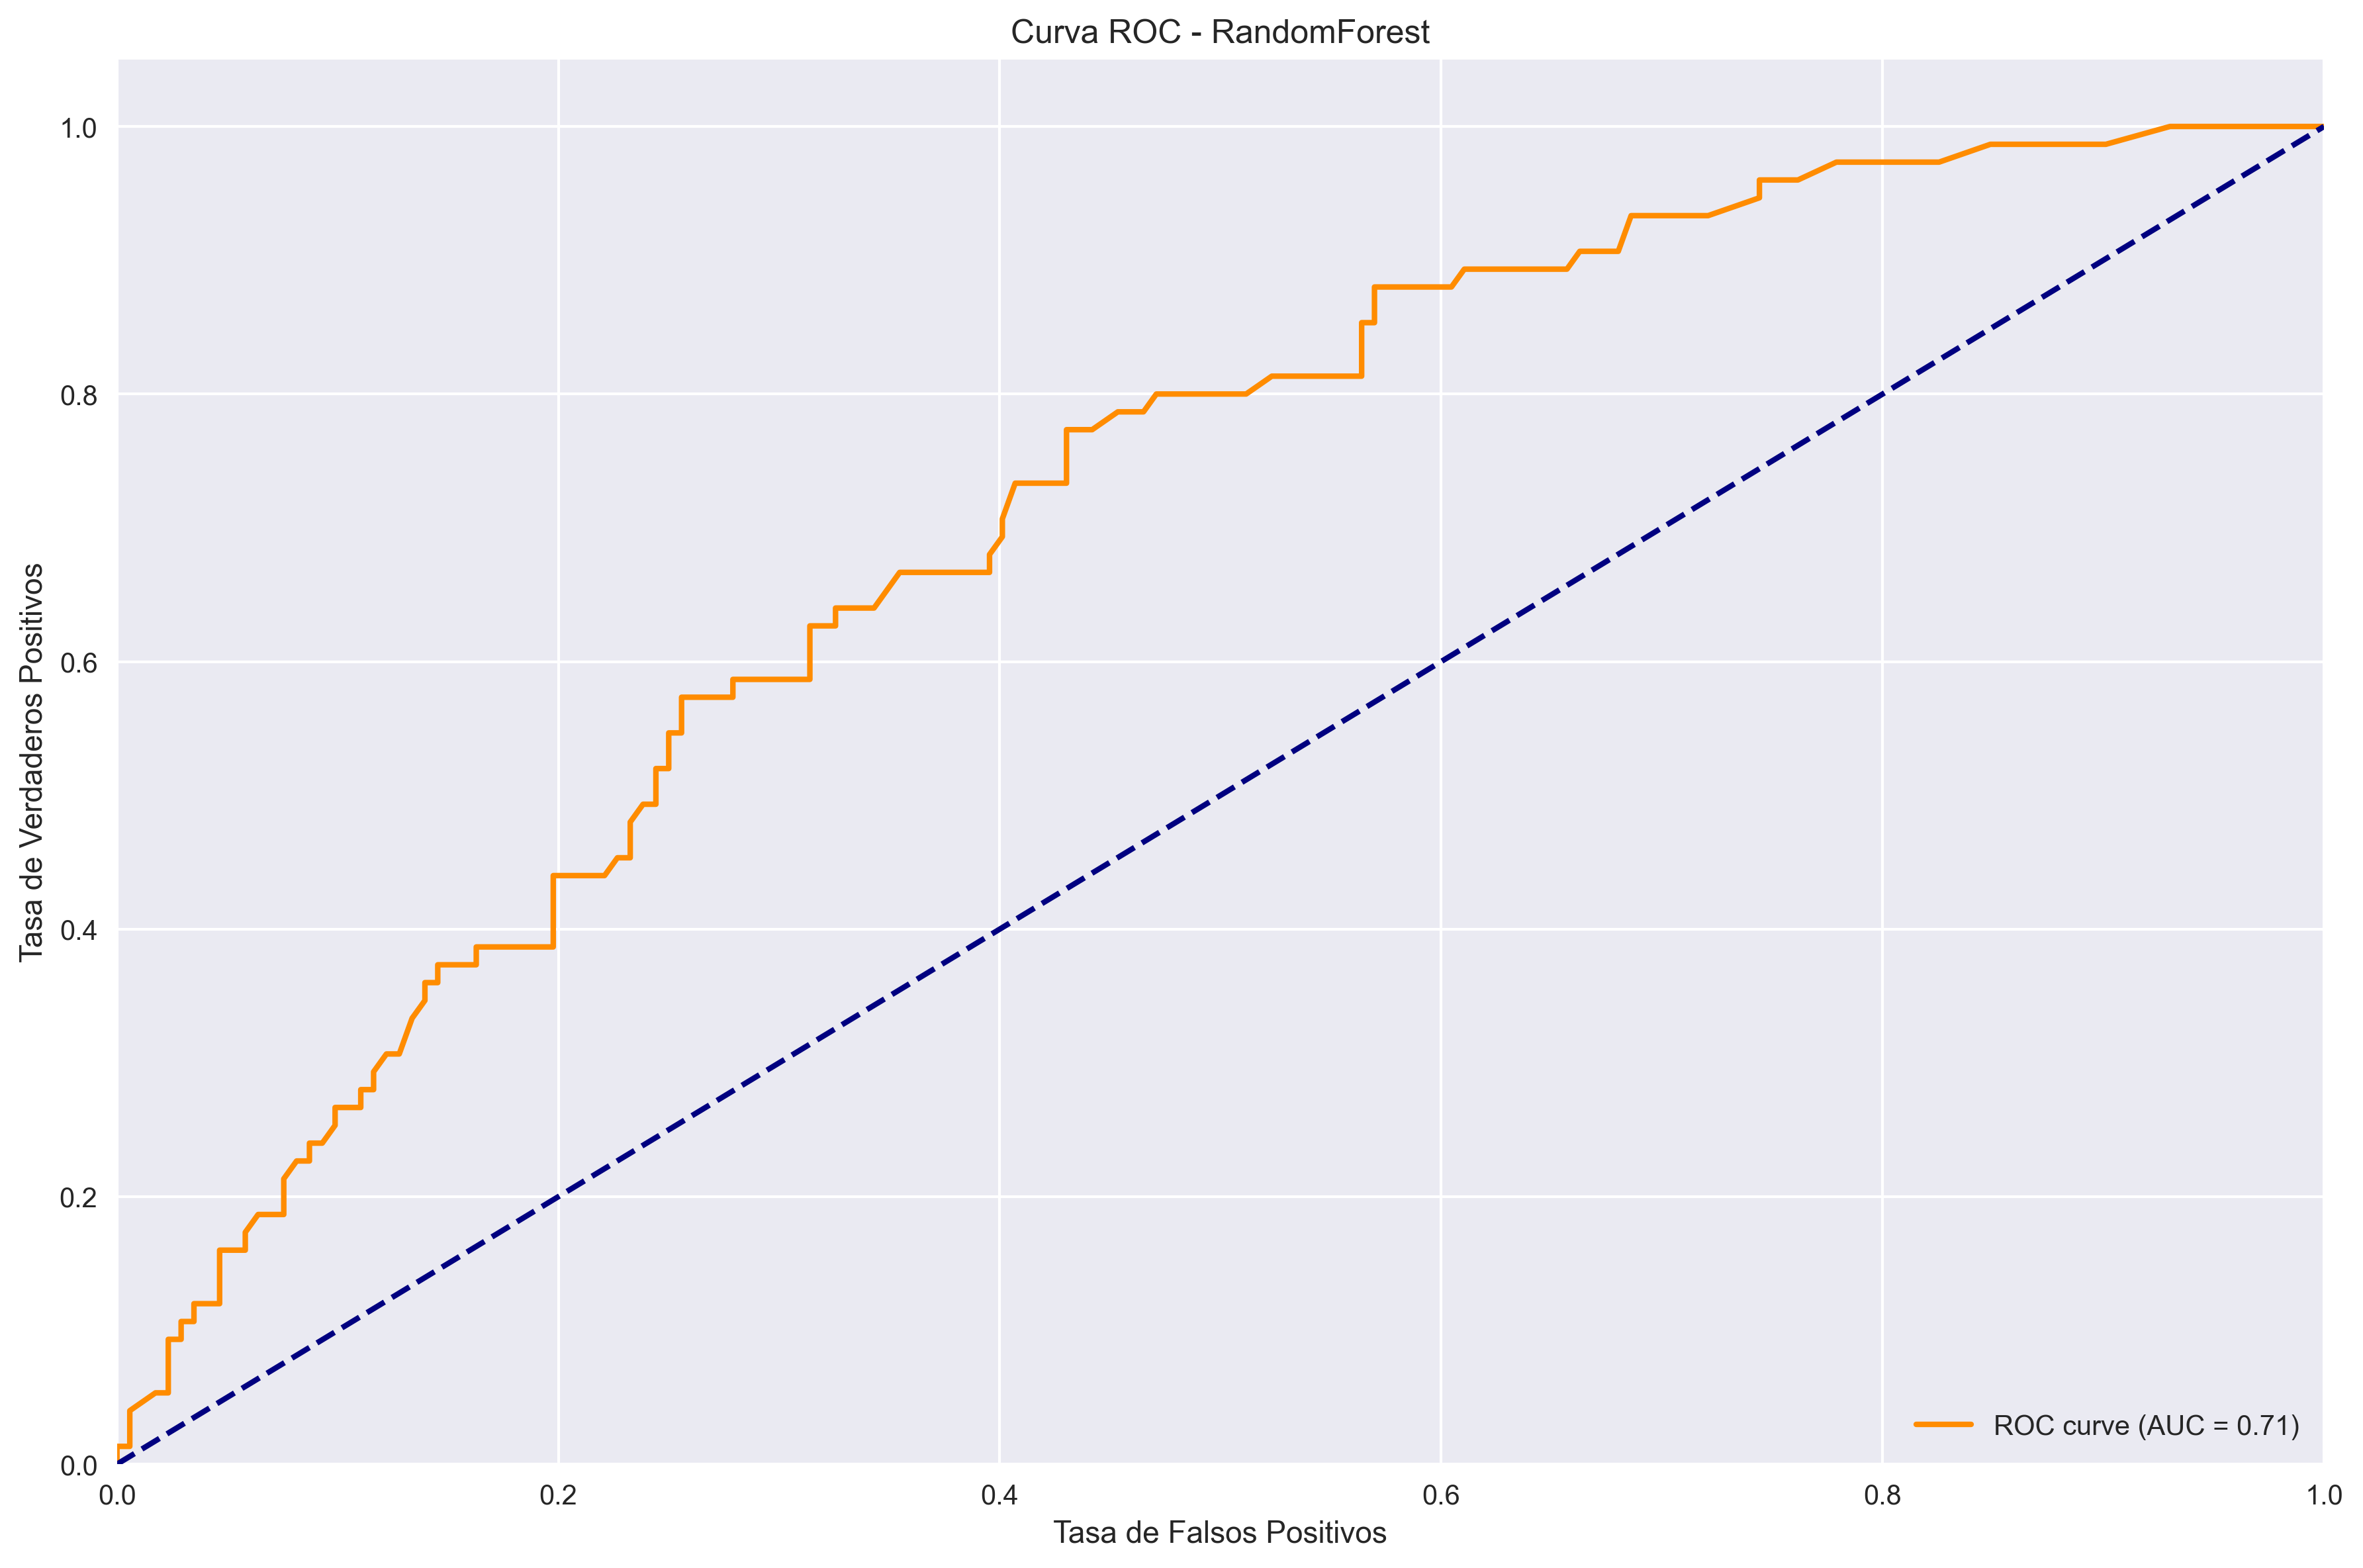 Curva ROC - RandomForest
1.0
0.8
0.6
0.4
0.2
0.0
Tasa de Verdaderos Positivos
ROC curve (AUC = 0.71)
0.0 0.2 0.4 0.6 0.8 1.0
Tasa de Falsos Positivos